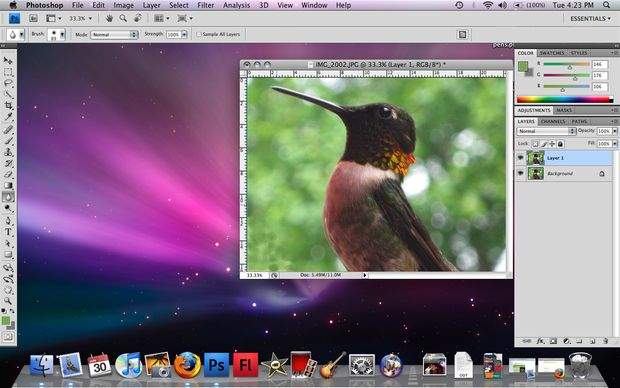 Photoshop File Edit Image Layer Select Filter Analysis 3D View Window Help (100%) Tue 4:23 PM
Ps 33.3% ESSENTIALS
Brush: Mode: Normal Strength: 100% Sample All Layers
pens.p
IMG_2002.JPG @ 33.3% (Layer 1, RGB/8*) *
COLOR SWATCHES STYLES
R 146
G 176
B 106
ADJUSTMENTS MASKS
LAYERS CHANNELS PATHS
Normal Opacity: 100%
Lock: Fill: 100%
Layer 1
Background
33.33% Doc: 5.49M/11.0M
30 Ps Fl